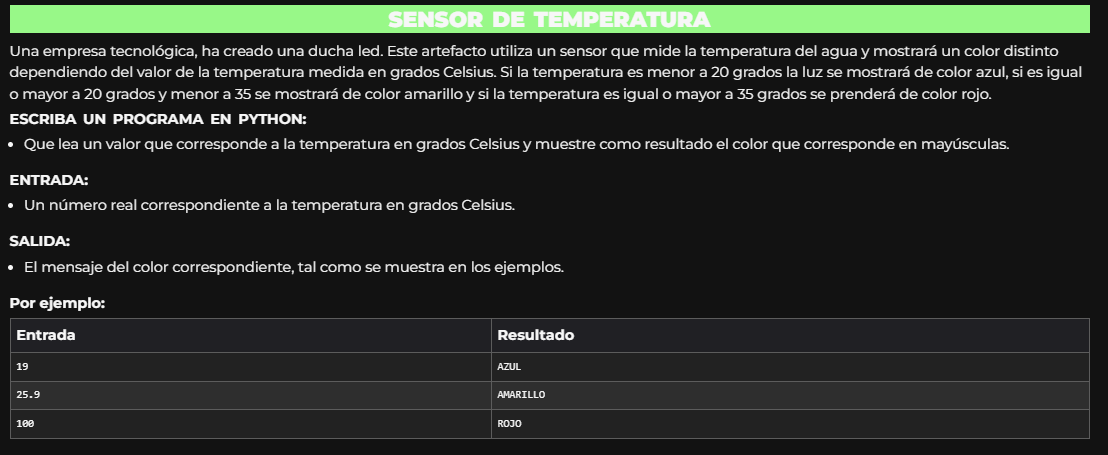 SENSOR DE TEMPERATURA
Una empresa tecnológica, ha creado una ducha led. Este artefacto utiliza un sensor que mide la temperatura del agua y mostrará un color distinto
dependiendo del valor de la temperatura medida en grados Celsius. Si la temperatura es menor a 20 grados la luz se mostrará de color azul, si es igual
o mayor a 20 grados y menor a 35 se mostrará de color amarillo y si la temperatura es igual o mayor a 35 grados se prenderá de color rojo.
ESCRIBA UN PROGRAMA EN PYTHON:
• Que lea un valor que corresponde a la temperatura en grados Celsius y muestre como resultado el color que corresponde en mayúsculas.
ENTRADA:
• Un número real correspondiente a la temperatura en grados Celsius.
SALIDA:
• El mensaje del color correspondiente, tal como se muestra en los ejemplos.
Por ejemplo:
Entrada Resultado
19 AZUL
25.9 AMARILLO
100 ROJO